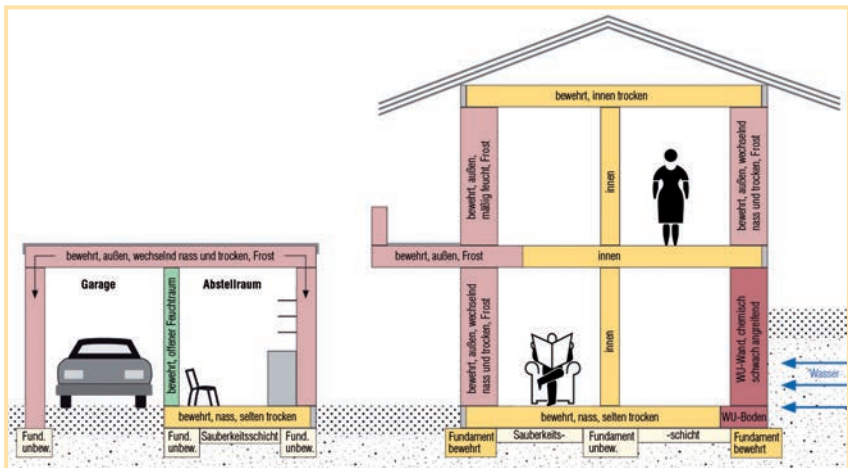 bewehrt, innen trocken
bewehrt, außen,
mäßig feucht, Frost
innen
bewehrt, außen, wechselnd
nass und trocken, Frost
bewehrt, außen, wechselnd nass und trocken, Frost
bewehrt, außen, Frost
innen
Garage
Abstellraum
bewehrt, offener Feuchtraum
bewehrt, außen, wechselnd
nass und trocken, Frost
innen
WU-Wand, chemisch
schwach angreifend
Wasser
bewehrt, nass, selten trocken
bewehrt, nass, selten trocken
WU-Boden
Fund.
unbew.
Fund.
unbew.
Sauberkeitsschicht
Fund.
unbew.
Fundament
bewehrt
Sauberkeits-
Fundament
unbew.
-schicht
Fundament
bewehrt